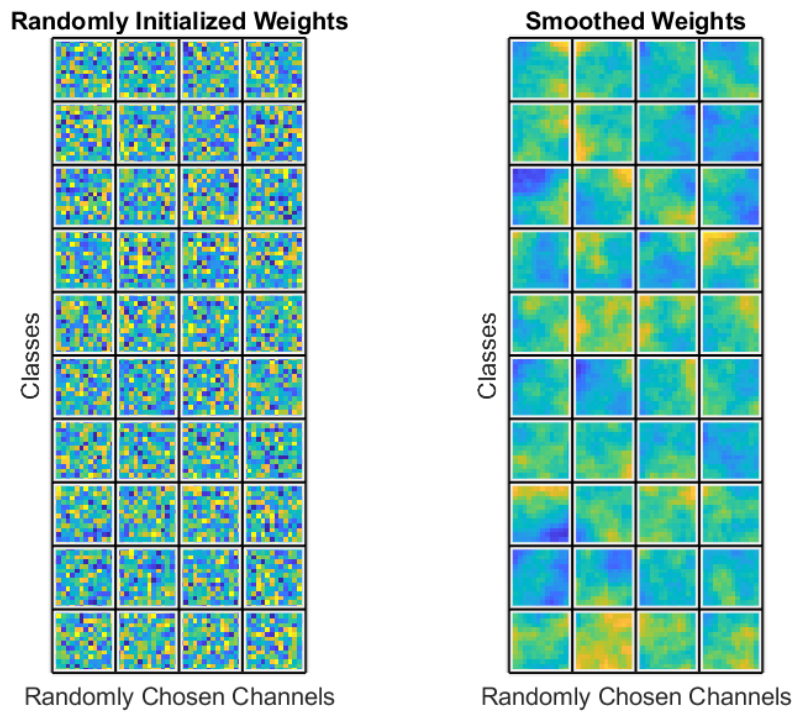 Randomly Initialized Weights
Classes
Randomly Chosen Channels
Smoothed Weights
Classes
Randomly Chosen Channels